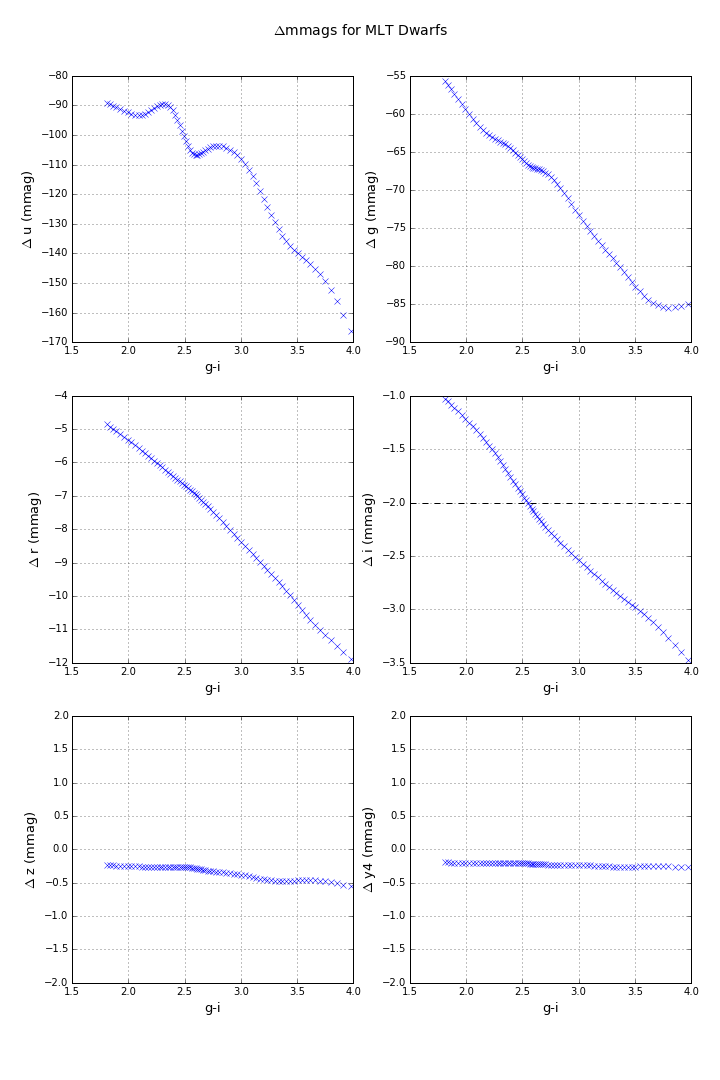 Δmmags for MLT Dwarfs
−80
−90
−100
−110
−120
−130
−140
−150
−160
−170
Δ u (mmag)
1.5 2.0 2.5 3.0 3.5 4.0
g-i
−55
−60
−65
−70
−75
−80
−85
−90
Δ g (mmag)
1.5 2.0 2.5 3.0 3.5 4.0
g-i
−4
−5
−6
−7
−8
−9
−10
−11
−12
Δ r (mmag)
1.5 2.0 2.5 3.0 3.5 4.0
g-i
−1.0
−1.5
−2.0
−2.5
−3.0
−3.5
Δ i (mmag)
1.5 2.0 2.5 3.0 3.5 4.0
g-i
2.0
1.5
1.0
0.5
0.0
−0.5
−1.0
−1.5
−2.0
Δ z (mmag)
1.5 2.0 2.5 3.0 3.5 4.0
g-i
2.0
1.5
1.0
0.5
0.0
−0.5
−1.0
−1.5
−2.0
Δ y4 (mmag)
1.5 2.0 2.5 3.0 3.5 4.0
g-i